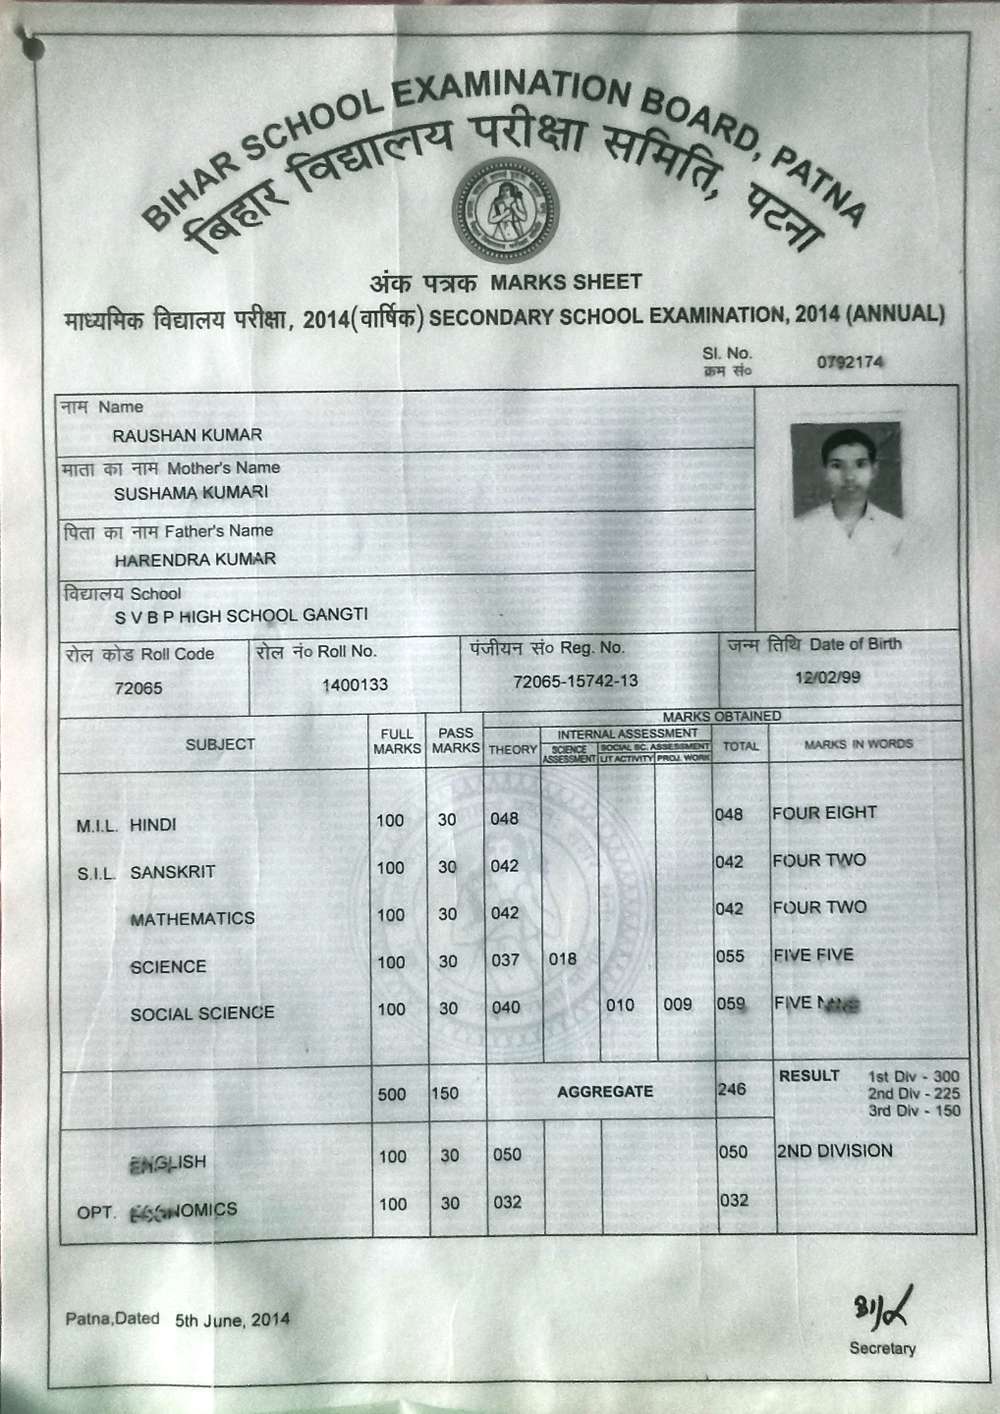 BIHAR SCHOOL EXAMINATION BOARD, PATNA
बिहार विद्यालय परीक्षा समिति, पटना
अंक पत्रक MARKS SHEET
माध्यमिक विद्यालय परीक्षा, 2014(वार्षिक) SECONDARY SCHOOL EXAMINATION, 2014 (ANNUAL)
Sl. No. 0792174
क्रम सं०
नाम Name
RAUSHAN KUMAR
माता का नाम Mother's Name
SUSHAMA KUMARI
पिता का नाम Father's Name
HARENDRA KUMAR
विद्यालय School
S V B P HIGH SCHOOL GANGTI
रोल कोड Roll Code रोल नं० Roll No. पंजीयन सं० Reg. No. जन्म तिथि Date of Birth
72065 1400133 72065-15742-13 12/02/99
MARKS OBTAINED
SUBJECT FULL MARKS PASS MARKS THEORY INTERNAL ASSESSMENT TOTAL MARKS IN WORDS
SCIENCE ASSESSMENT SOCIAL SC. ASSESSMENT
LIT ACTIVITY PROJ. WORK
M.I.L. HINDI 100 30 048 048 FOUR EIGHT
S.I.L. SANSKRIT 100 30 042 042 FOUR TWO
MATHEMATICS 100 30 042 042 FOUR TWO
SCIENCE 100 30 037 018 055 FIVE FIVE
SOCIAL SCIENCE 100 30 040 010 009 059 FIVE NINE
500 150 AGGREGATE 246 RESULT 1st Div - 300
2nd Div - 225
3rd Div - 150
ENGLISH 100 30 050 050 2ND DIVISION
OPT. ECONOMICS 100 30 032 032
Patna,Dated 5th June, 2014
Secretary